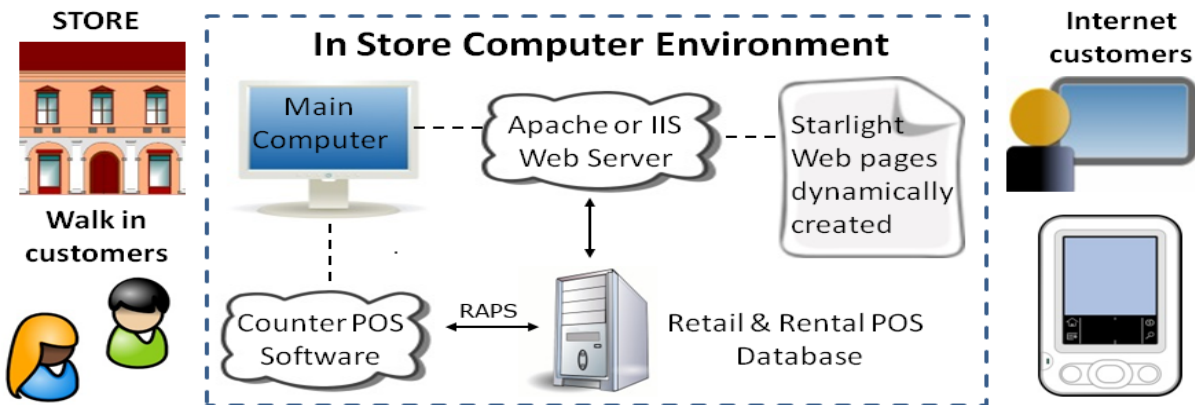 STORE
In Store Computer Environment
Internet
customers
Main
Computer
Apache or IIS
Web Server
Starlight
Web pages
dynamically
created
Walk in
customers
Counter POS
Software
RAPS
Retail & Rental POS
Database